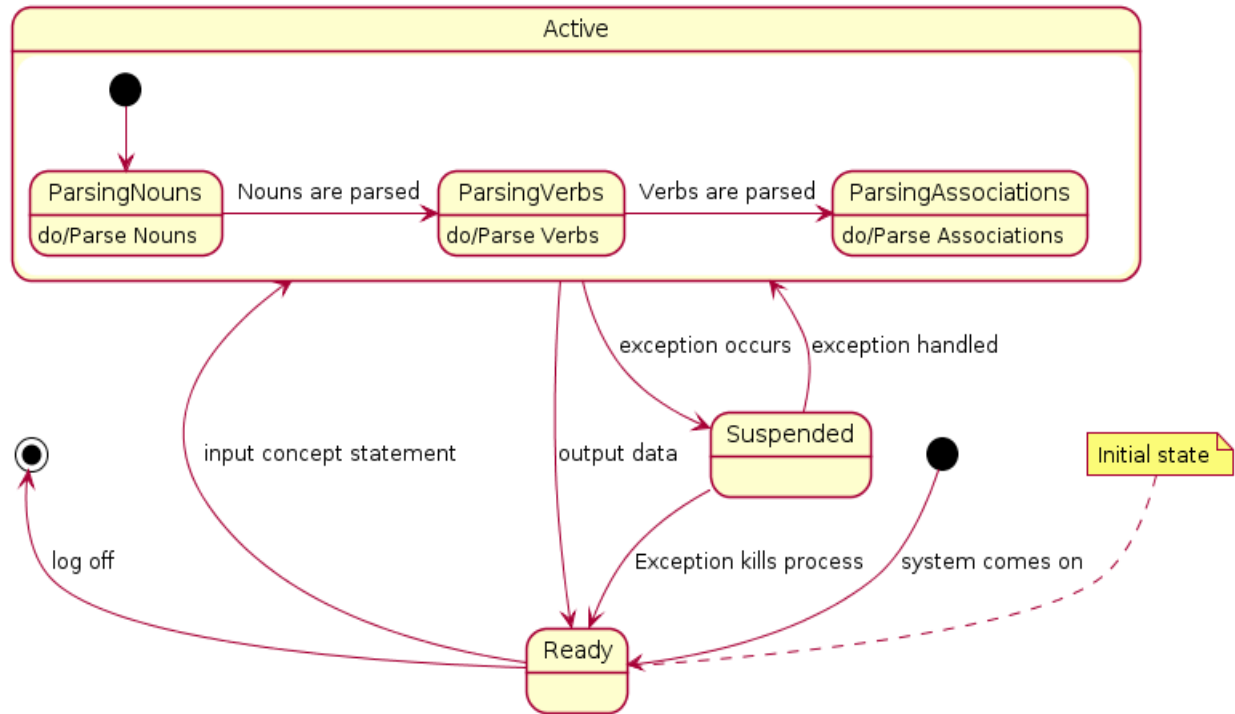 Active
ParsingNouns
do/Parse Nouns
Nouns are parsed
ParsingVerbs
do/Parse Verbs
Verbs are parsed
ParsingAssociations
do/Parse Associations
exception occurs
exception handled
Suspended
Initial state
input concept statement
output data
log off
Exception kills process
system comes on
Ready